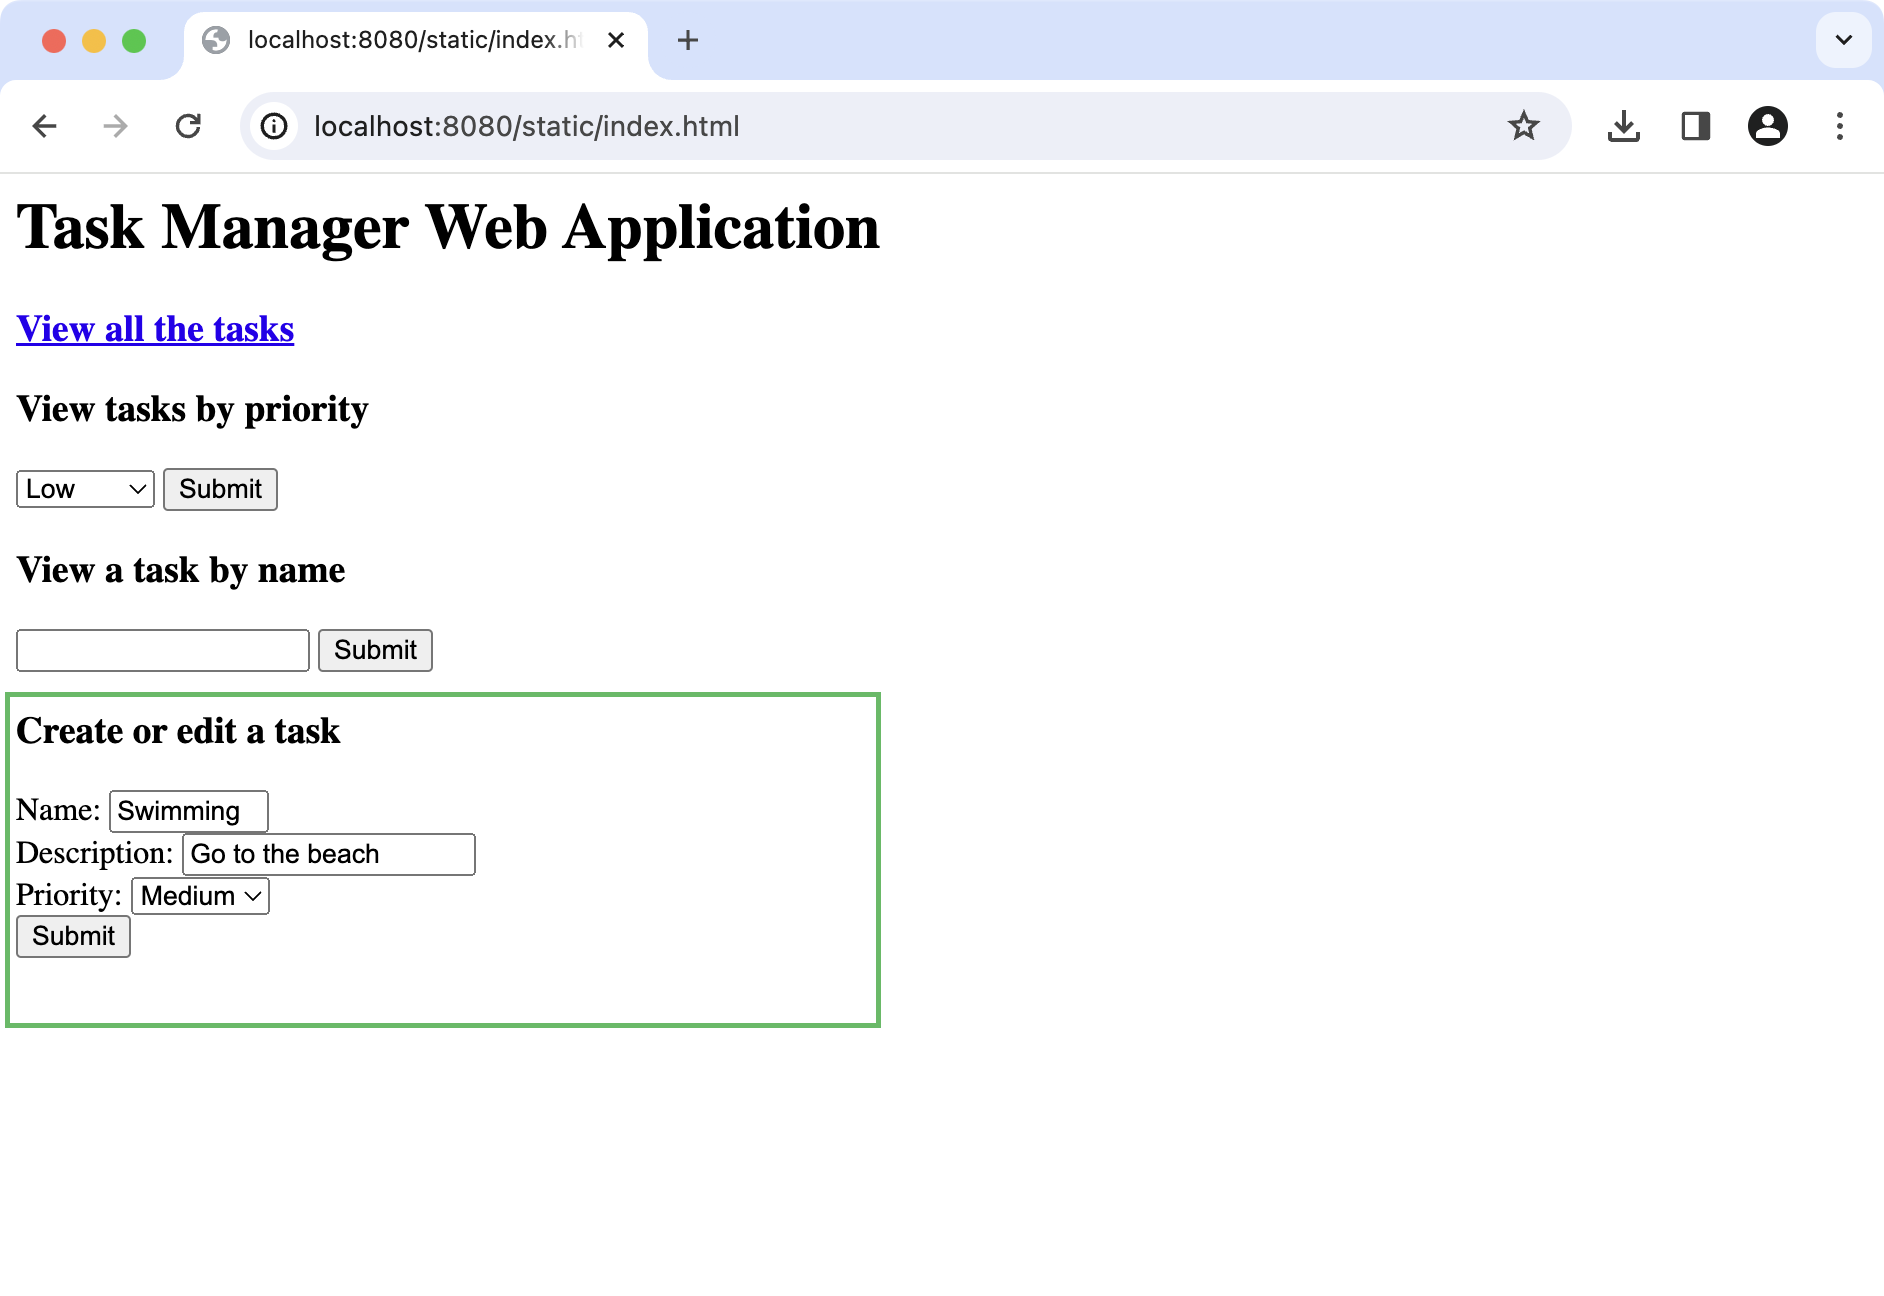 localhost:8080/static/index.ht
localhost:8080/static/index.html
Task Manager Web Application
View all the tasks
View tasks by priority
Low Submit
View a task by name
Submit
Create or edit a task
Name: Swimming
Description: Go to the beach
Priority: Medium
Submit